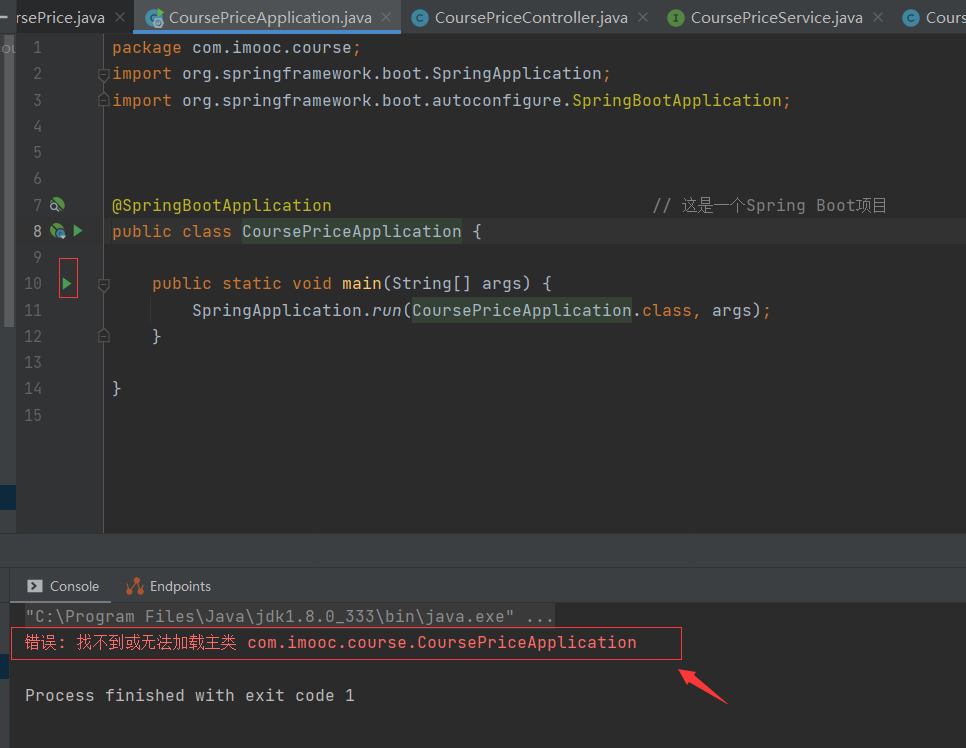 rsePrice.java CoursePriceApplication.java CoursePriceController.java CoursePriceService.java Cours
1 package com.imooc.course;
2 import org.springframework.boot.SpringApplication;
3 import org.springframework.boot.autoconfigure.SpringBootApplication;
4
5
6
7 @SpringBootApplication // 这是一个Spring Boot项目
8 public class CoursePriceApplication {
9
10 public static void main(String[] args) {
11 SpringApplication.run(CoursePriceApplication.class, args);
12 }
13
14 }
15
Console Endpoints
"C:\Program Files\Java\jdk1.8.0_333\bin\java.exe" ...
错误: 找不到或无法加载主类 com.imooc.course.CoursePriceApplication
Process finished with exit code 1